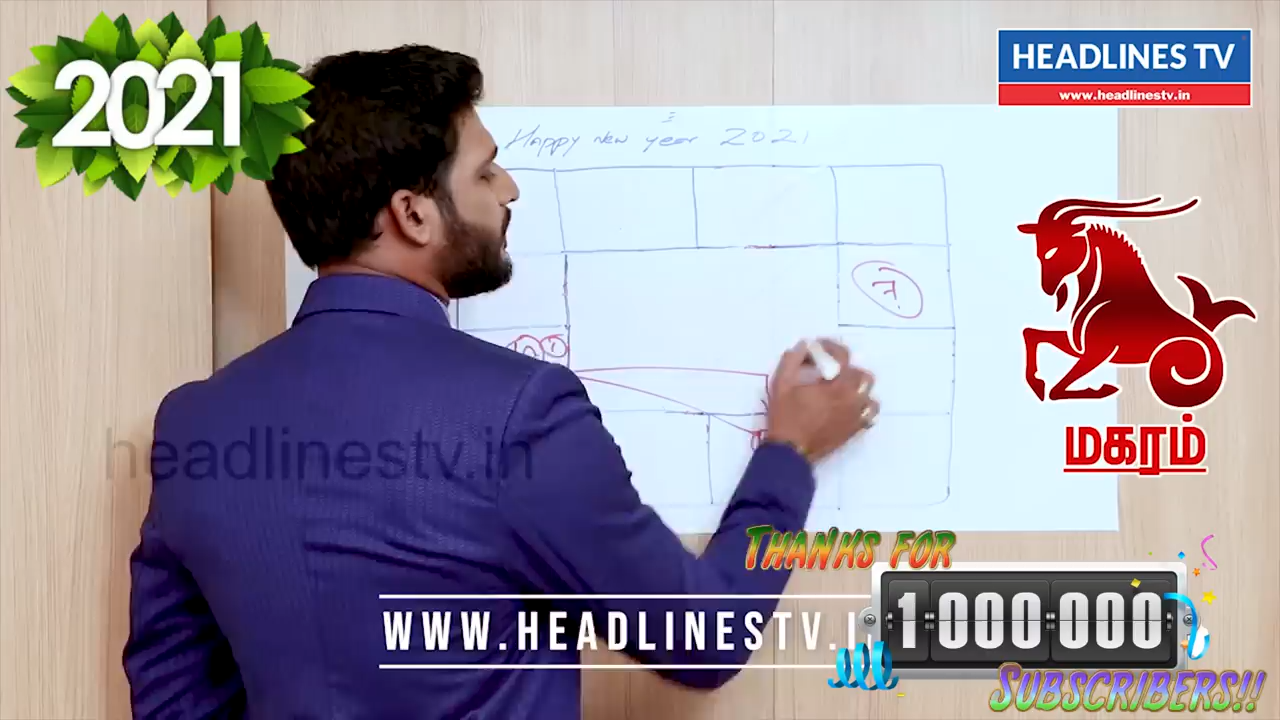 2021
HEADLINES TV
www.headlinestv.in
Happy new year 2021
7
மகரம்
headlinestv.in
THANKS FOR
WWW.HEADLINESTV.I
1 000 000
SUBSCRIBERS!!